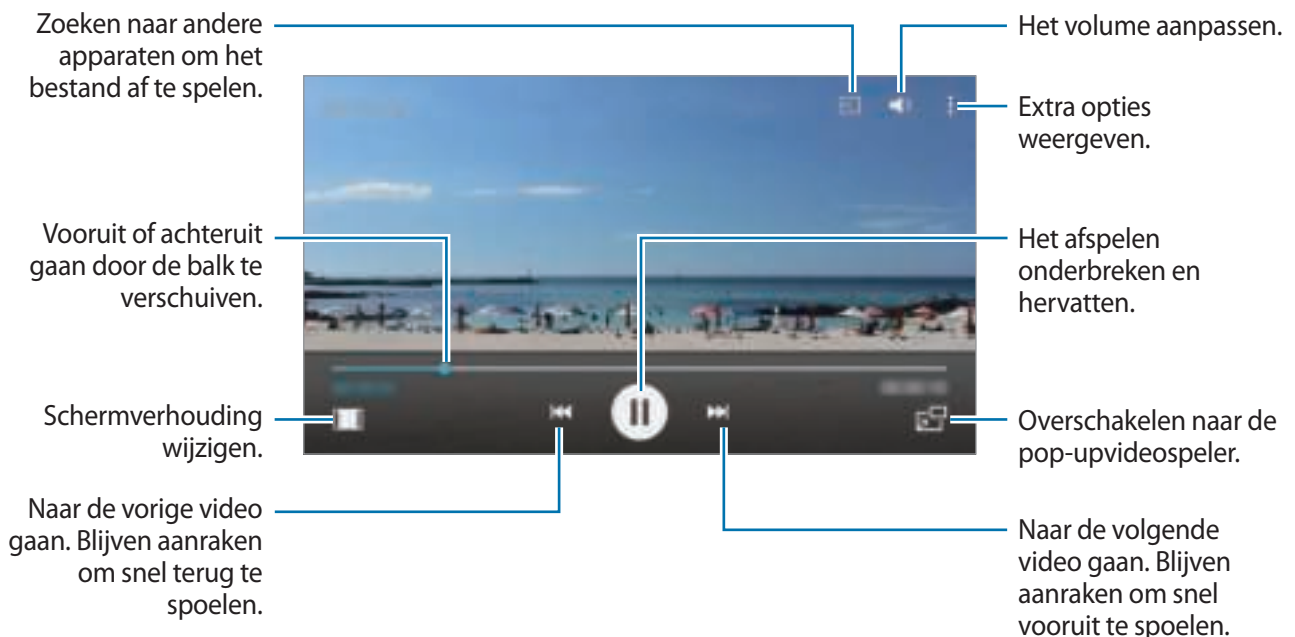 Zoeken naar andere
apparaten om het
bestand af te spelen.
Vooruit of achteruit
gaan door de balk te
verschuiven.
Schermverhouding
wijzigen.
Naar de vorige video
gaan. Blijven aanraken
om snel terug te
spoelen.
Het volume aanpassen.
Extra opties
weergeven.
Het afspelen
onderbreken en
hervatten.
Overschakelen naar de
pop-upvideospeler.
Naar de volgende
video gaan. Blijven
aanraken om snel
vooruit te spoelen.